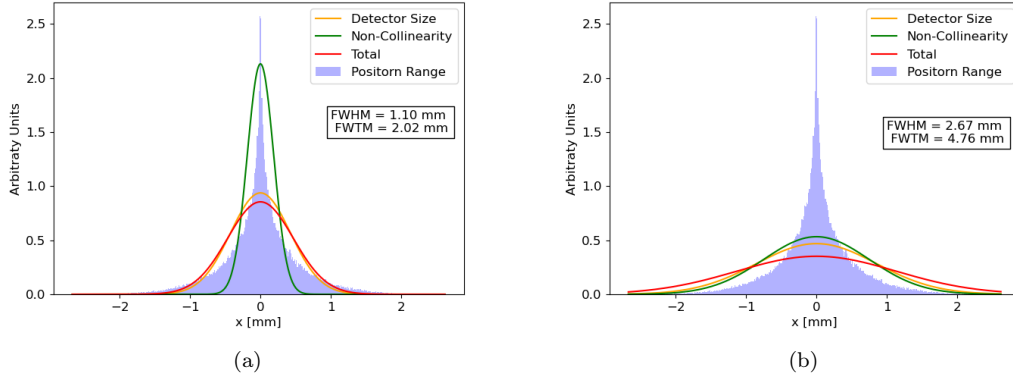 2.5
2.0
1.5
1.0
0.5
0.0
Arbitraty Units
Detector Size
Non-Collinearity
Total
Positorn Range
FWHM = 1.10 mm
FWTM = 2.02 mm
−2
−1
0
1
2
x [mm]
(a)
2.5
2.0
1.5
1.0
0.5
0.0
Arbitraty Units
Detector Size
Non-Collinearity
Total
Positorn Range
FWHM = 2.67 mm
FWTM = 4.76 mm
−2
−1
0
1
2
x [mm]
(b)